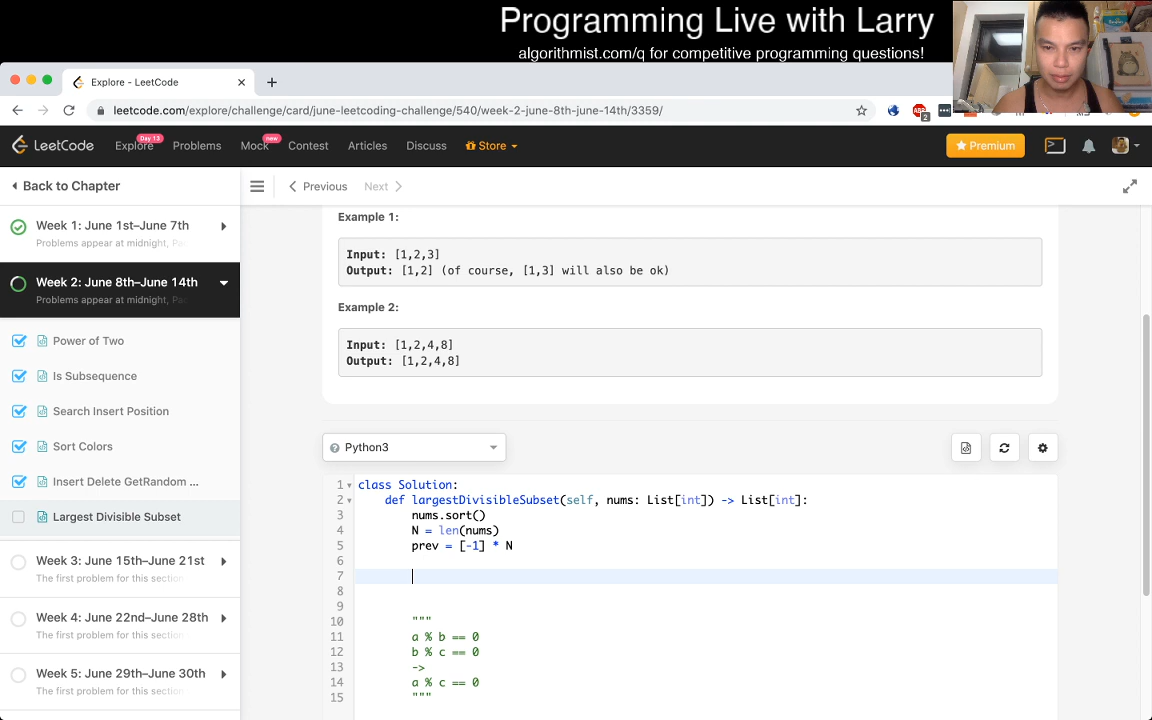 Programming Live with Larry
algorithmist.com/q for competitive programming questions!
Explore - LeetCode
leetcode.com/explore/challenge/card/june-leetcoding-challenge/540/week-2-june-8th-june-14th/3359/
ABP
2
LeetCode
Explore
Day 13
Problems
Mock
new
Contest
Articles
Discuss
Store
Premium
Back to Chapter
Previous
Next
Week 1: June 1st–June 7th
Problems appear at midnight, Pac
Week 2: June 8th–June 14th
Problems appear at midnight, Pac
Power of Two
Is Subsequence
Search Insert Position
Sort Colors
Insert Delete GetRandom ...
Largest Divisible Subset
Week 3: June 15th–June 21st
The first problem for this section
Week 4: June 22nd–June 28th
The first problem for this section
Week 5: June 29th–June 30th
The first problem for this section
Example 1:
Input: [1,2,3]
Output: [1,2] (of course, [1,3] will also be ok)
Example 2:
Input: [1,2,4,8]
Output: [1,2,4,8]
Python3
1 class Solution:
2 def largestDivisibleSubset(self, nums: List[int]) -> List[int]:
3 nums.sort()
4 N = len(nums)
5 prev = [-1] * N
6
7
8
9
10 """
11 a % b == 0
12 b % c == 0
13 ->
14 a % c == 0
15 """